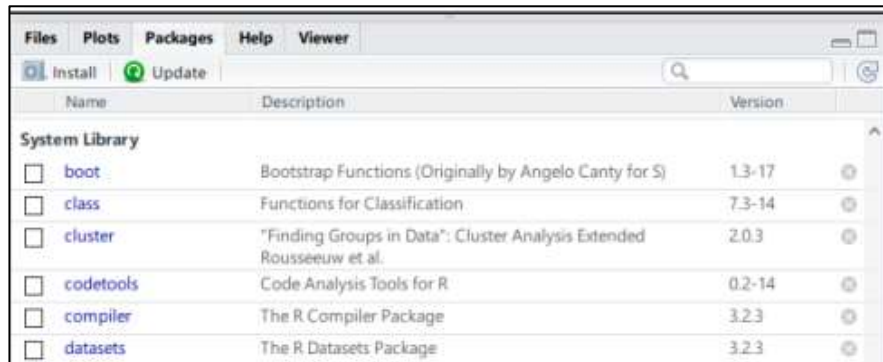 Files Plots Packages Help Viewer
Install Update
Name Description Version
System Library
boot Bootstrap Functions (Originally by Angelo Canty for S) 1.3-17
class Functions for Classification 7.3-14
cluster "Finding Groups in Data": Cluster Analysis Extended 2.0.3
Rousseeuw et al.
codetools Code Analysis Tools for R 0.2-14
compiler The R Compiler Package 3.2.3
datasets The R Datasets Package 3.2.3